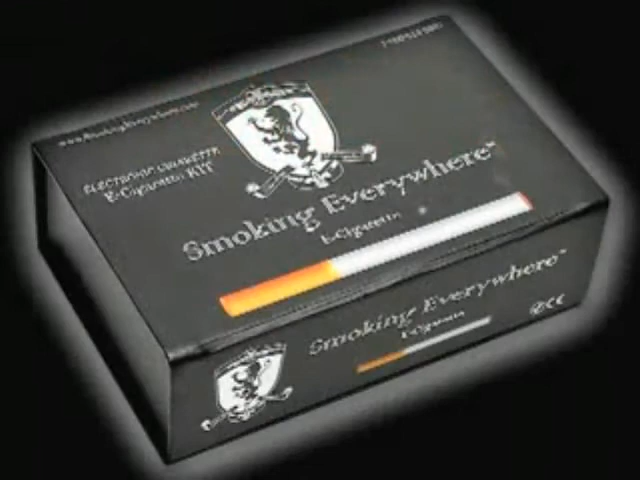 www.SmokingEverywhere.com
ELECTRONIC CIGARETTE
E-Cigarette KIT
Smoking Everywhere™
E-Cigarette
Smoking Everywhere™
E-Cigarette
CE